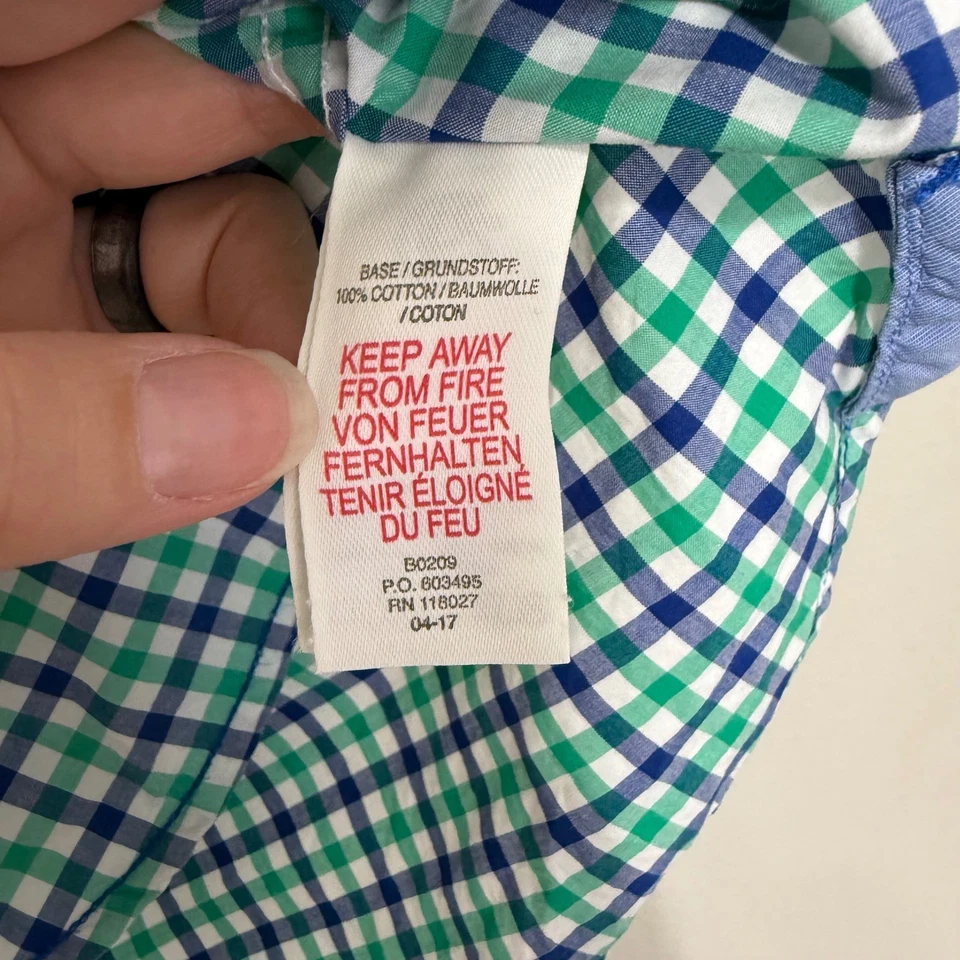 BASE / GRUNDSTOFF:
100% COTTON / BAUMWOLLE
/ COTON
KEEP AWAY
FROM FIRE
VON FEUER
FERNHALTEN
TENIR ÉLOIGNÉ
DU FEU
B0209
P.O. 603495
RN 118027
04-17